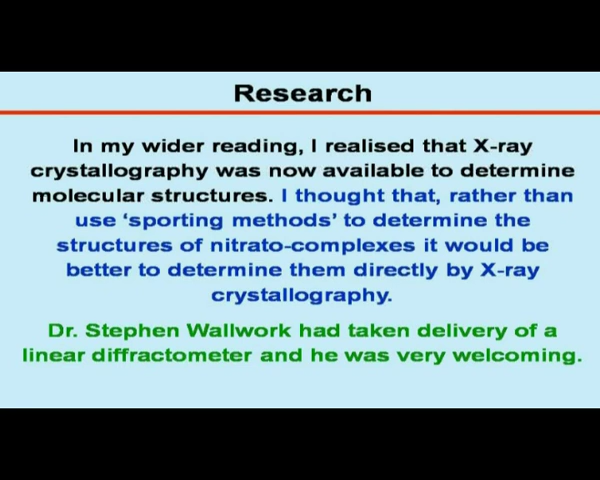 Research
In my wider reading, I realised that X-ray
crystallography was now available to determine
molecular structures. I thought that, rather than
use ‘sporting methods’ to determine the
structures of nitrato-complexes it would be
better to determine them directly by X-ray
crystallography.
Dr. Stephen Wallwork had taken delivery of a
linear diffractometer and he was very welcoming.